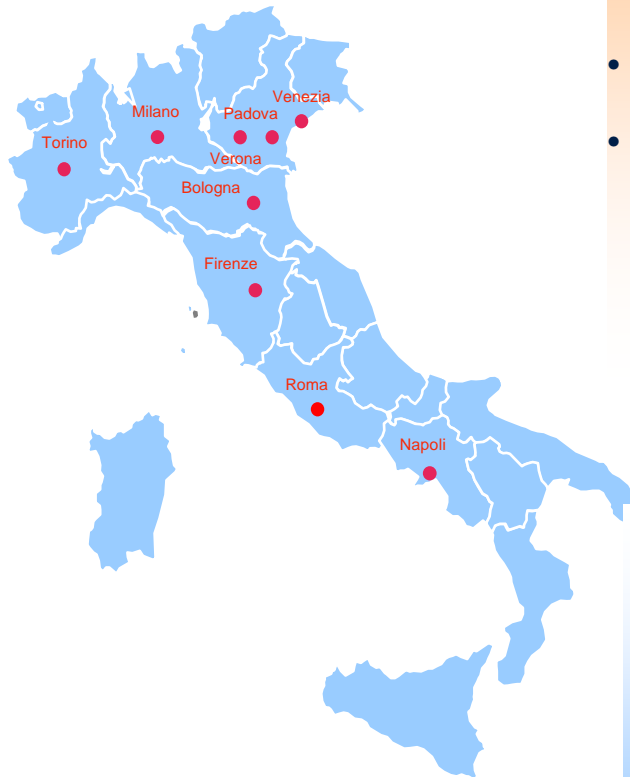 Venezia
Milano
Padova
Torino
Verona
Bologna
Firenze
Roma
Napoli